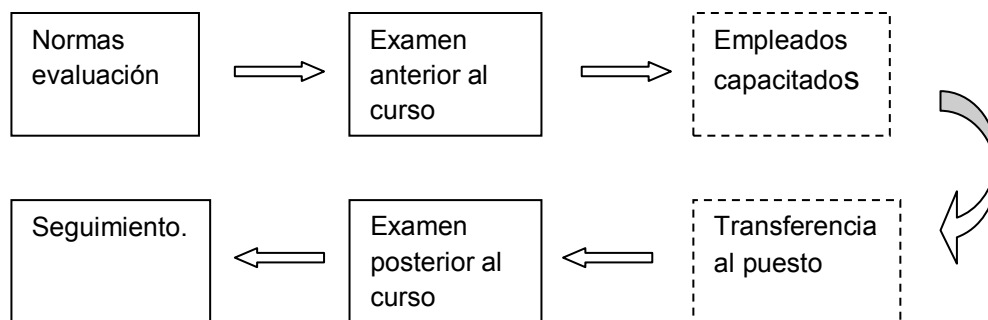 Normas
evaluación
Examen
anterior al
curso
Empleados
capacitados
Transferencia
al puesto
Examen
posterior al
curso
Seguimiento.